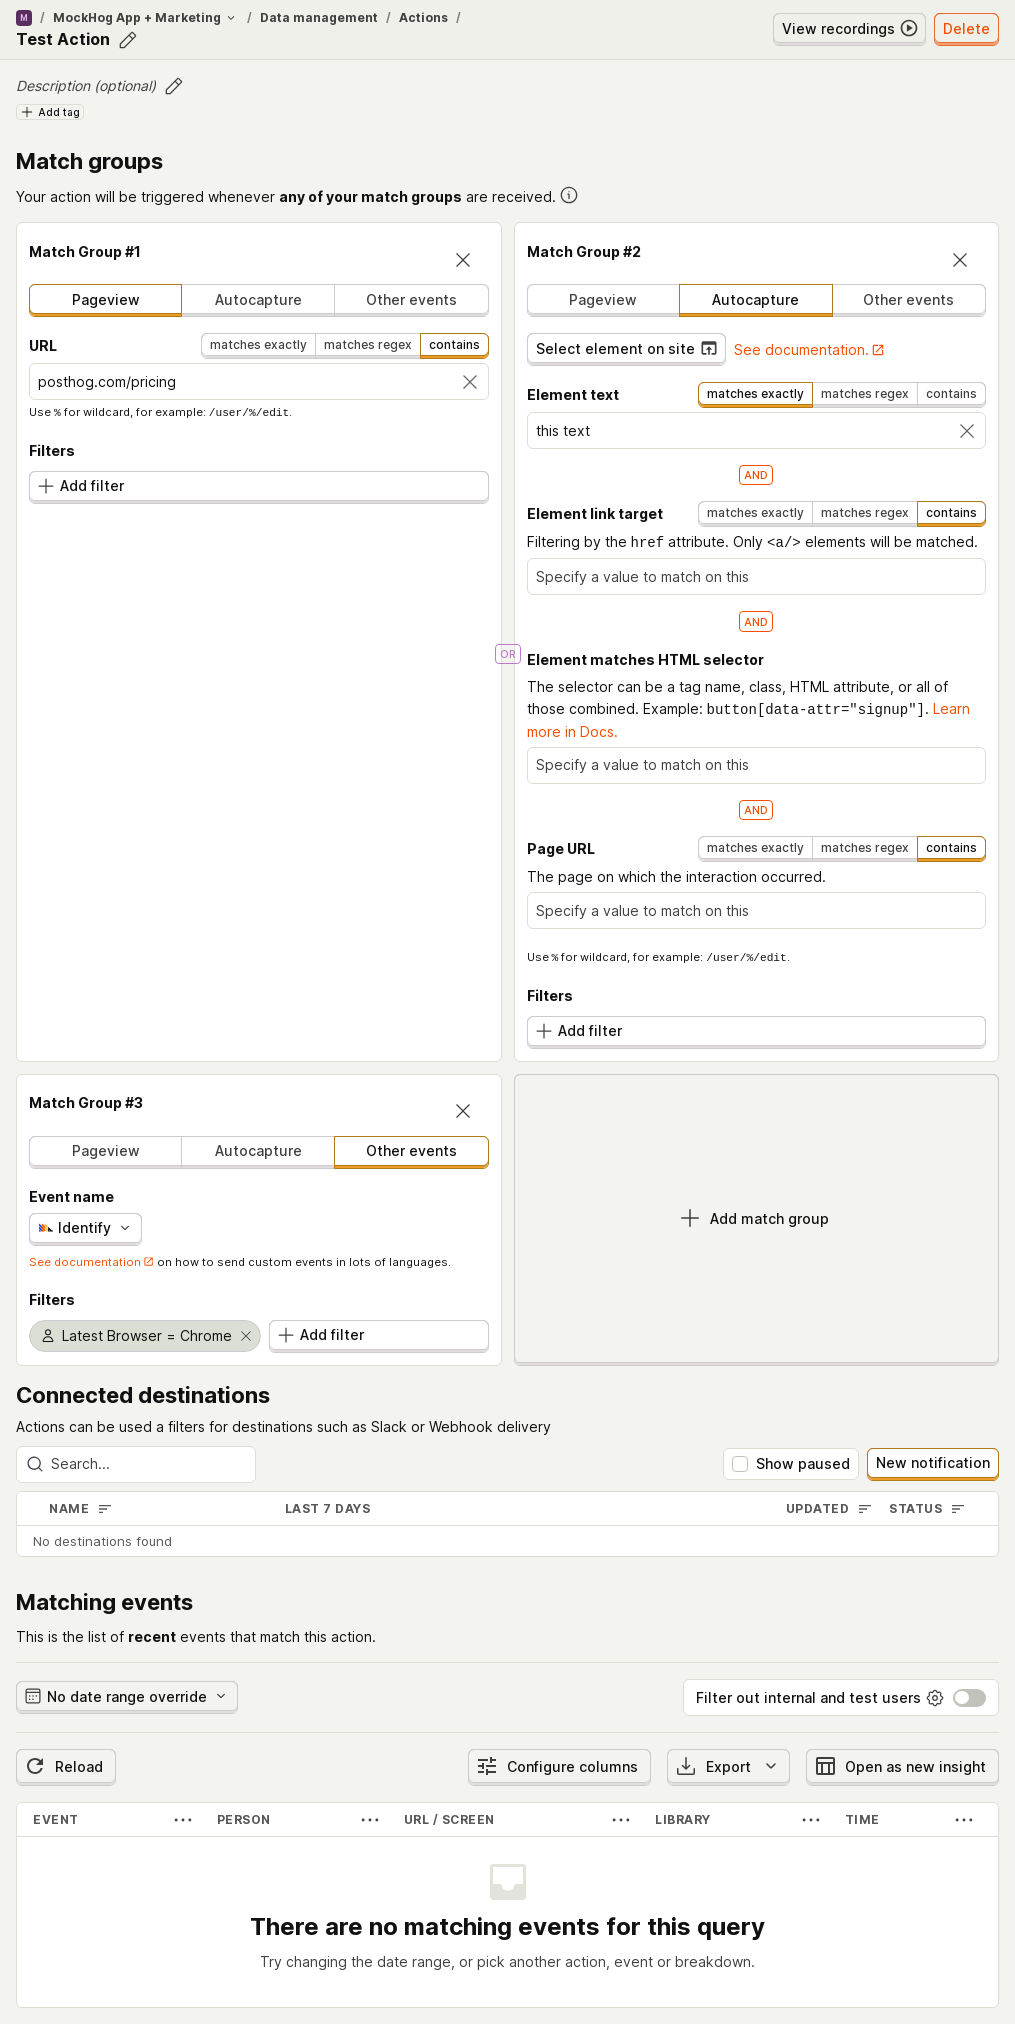 M / MockHog App + Marketing / Data management / Actions /
Test Action
View recordings
Delete
Description (optional)
Add tag
Match groups
Your action will be triggered whenever any of your match groups are received.
Match Group #1
Pageview Autocapture Other events
URL
matches exactly matches regex contains
posthog.com/pricing
Use % for wildcard, for example: /user/%/edit.
Filters
Add filter
OR
Match Group #2
Pageview Autocapture Other events
Select element on site See documentation.
Element text
matches exactly matches regex contains
this text
AND
Element link target
matches exactly matches regex contains
Filtering by the href attribute. Only <a/> elements will be matched.
Specify a value to match on this
AND
Element matches HTML selector
The selector can be a tag name, class, HTML attribute, or all of
those combined. Example: button[data-attr="signup"]. Learn
more in Docs.
Specify a value to match on this
AND
Page URL
matches exactly matches regex contains
The page on which the interaction occurred.
Specify a value to match on this
Use % for wildcard, for example: /user/%/edit.
Filters
Add filter
Match Group #3
Pageview Autocapture Other events
Event name
Identify
See documentation on how to send custom events in lots of languages.
Filters
Latest Browser = Chrome
Add filter
Add match group
Connected destinations
Actions can be used a filters for destinations such as Slack or Webhook delivery
Search...
Show paused
New notification
NAME LAST 7 DAYS UPDATED STATUS
No destinations found
Matching events
This is the list of recent events that match this action.
No date range override
Filter out internal and test users
Reload
Configure columns
Export
Open as new insight
EVENT PERSON URL / SCREEN LIBRARY TIME
There are no matching events for this query
Try changing the date range, or pick another action, event or breakdown.